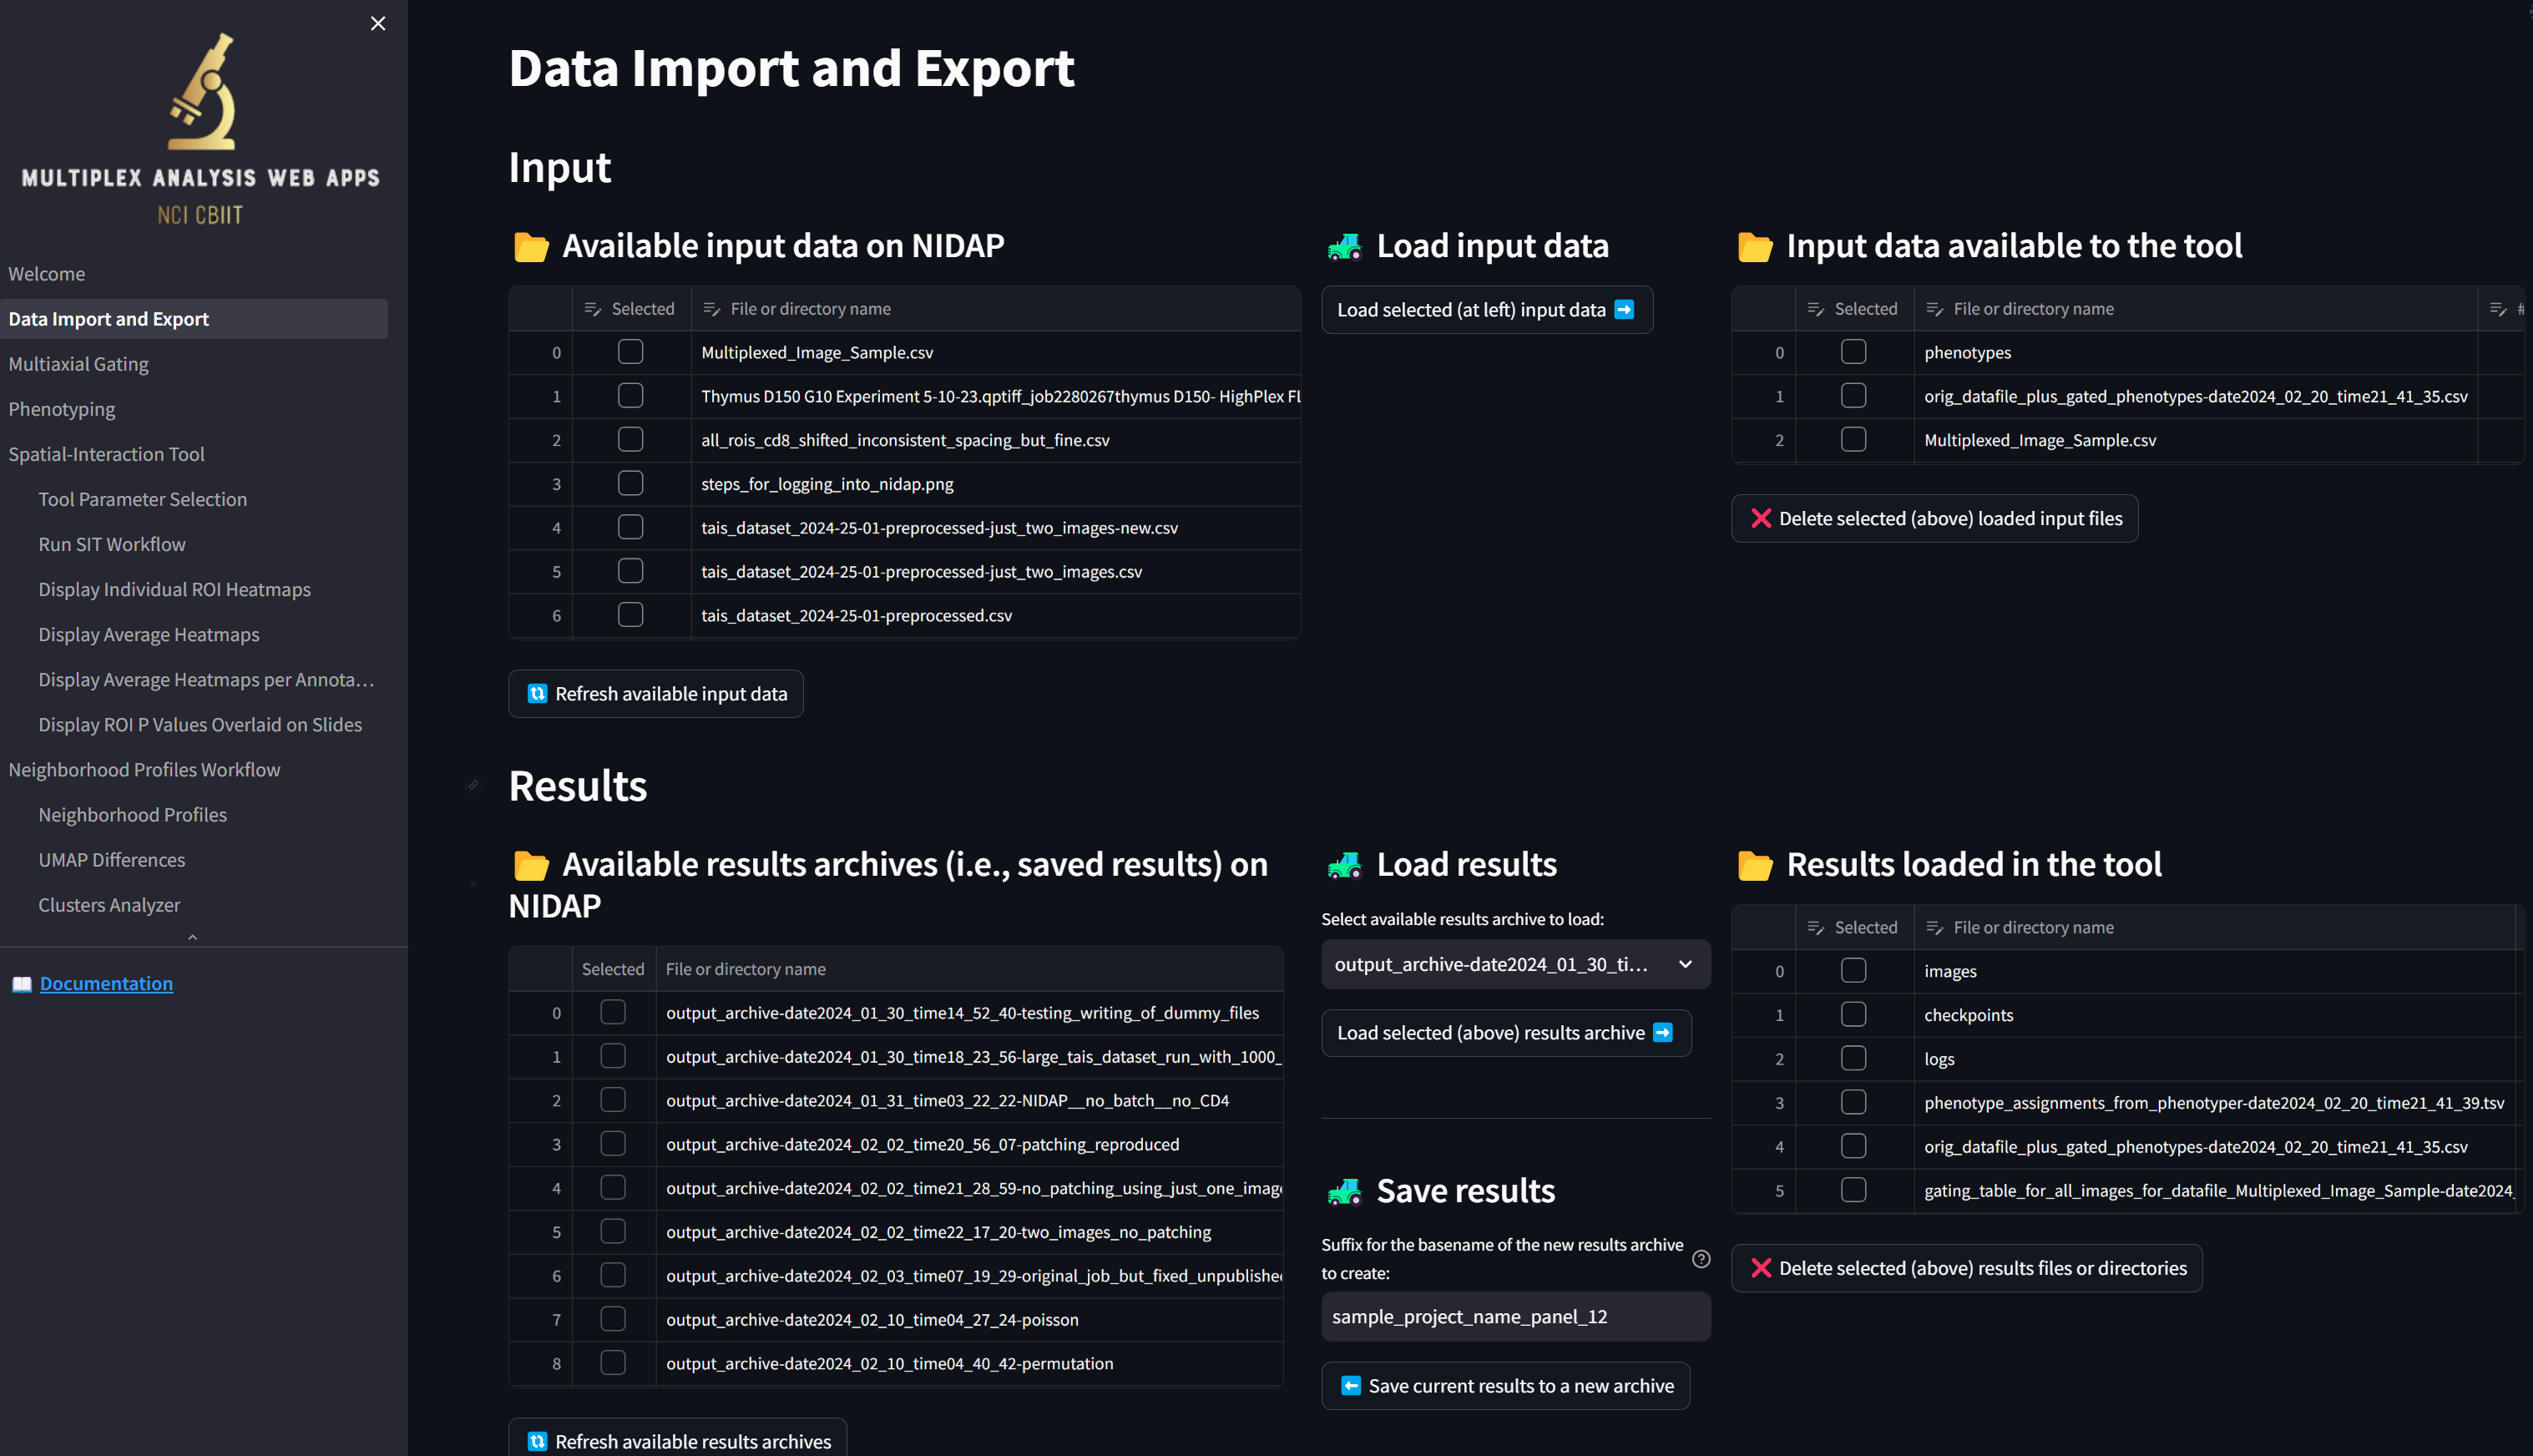 MULTIPLEX ANALYSIS WEB APPS
NCI CBIIT
Welcome
Data Import and Export
Multiaxial Gating
Phenotyping
Spatial-Interaction Tool
Tool Parameter Selection
Run SIT Workflow
Display Individual ROI Heatmaps
Display Average Heatmaps
Display Average Heatmaps per Annota...
Display ROI P Values Overlaid on Slides
Neighborhood Profiles Workflow
Neighborhood Profiles
UMAP Differences
Clusters Analyzer
Documentation
Data Import and Export
Input
Available input data on NIDAP
Selected File or directory name
0 Multiplexed_Image_Sample.csv
1 Thymus D150 G10 Experiment 5-10-23.qptiff_job2280267thymus D150- HighPlex FL
2 all_rois_cd8_shifted_inconsistent_spacing_but_fine.csv
3 steps_for_logging_into_nidap.png
4 tais_dataset_2024-25-01-preprocessed-just_two_images-new.csv
5 tais_dataset_2024-25-01-preprocessed-just_two_images.csv
6 tais_dataset_2024-25-01-preprocessed.csv
Refresh available input data
Load input data
Load selected (at left) input data
Input data available to the tool
Selected File or directory name #
0 phenotypes
1 orig_datafile_plus_gated_phenotypes-date2024_02_20_time21_41_35.csv
2 Multiplexed_Image_Sample.csv
Delete selected (above) loaded input files
Results
Available results archives (i.e., saved results) on
NIDAP
Selected File or directory name
0 output_archive-date2024_01_30_time14_52_40-testing_writing_of_dummy_files
1 output_archive-date2024_01_30_time18_23_56-large_tais_dataset_run_with_1000_
2 output_archive-date2024_01_31_time03_22_22-NIDAP__no_batch__no_CD4
3 output_archive-date2024_02_02_time20_56_07-patching_reproduced
4 output_archive-date2024_02_02_time21_28_59-no_patching_using_just_one_image
5 output_archive-date2024_02_02_time22_17_20-two_images_no_patching
6 output_archive-date2024_02_03_time07_19_29-original_job_but_fixed_unpublished
7 output_archive-date2024_02_10_time04_27_24-poisson
8 output_archive-date2024_02_10_time04_40_42-permutation
Refresh available results archives
Load results
Select available results archive to load:
output_archive-date2024_01_30_ti...
Load selected (above) results archive
Save results
Suffix for the basename of the new results archive
to create:
sample_project_name_panel_12
Save current results to a new archive
Results loaded in the tool
Selected File or directory name
0 images
1 checkpoints
2 logs
3 phenotype_assignments_from_phenotyper-date2024_02_20_time21_41_39.tsv
4 orig_datafile_plus_gated_phenotypes-date2024_02_20_time21_41_35.csv
5 gating_table_for_all_images_for_datafile_Multiplexed_Image_Sample-date2024_
Delete selected (above) results files or directories